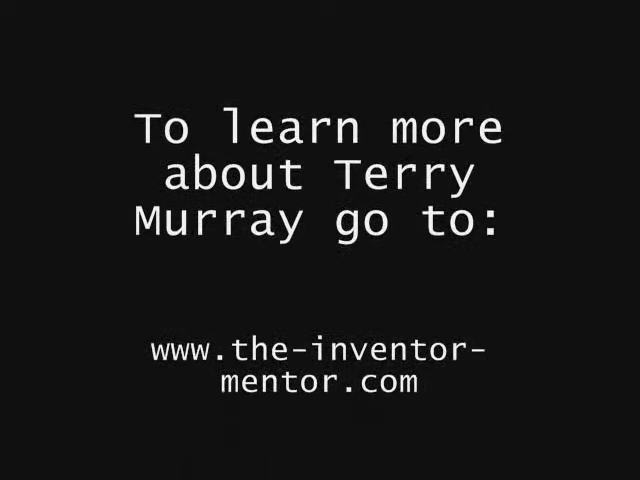 To learn more
about Terry
Murray go to:
www.the-inventor-
mentor.com